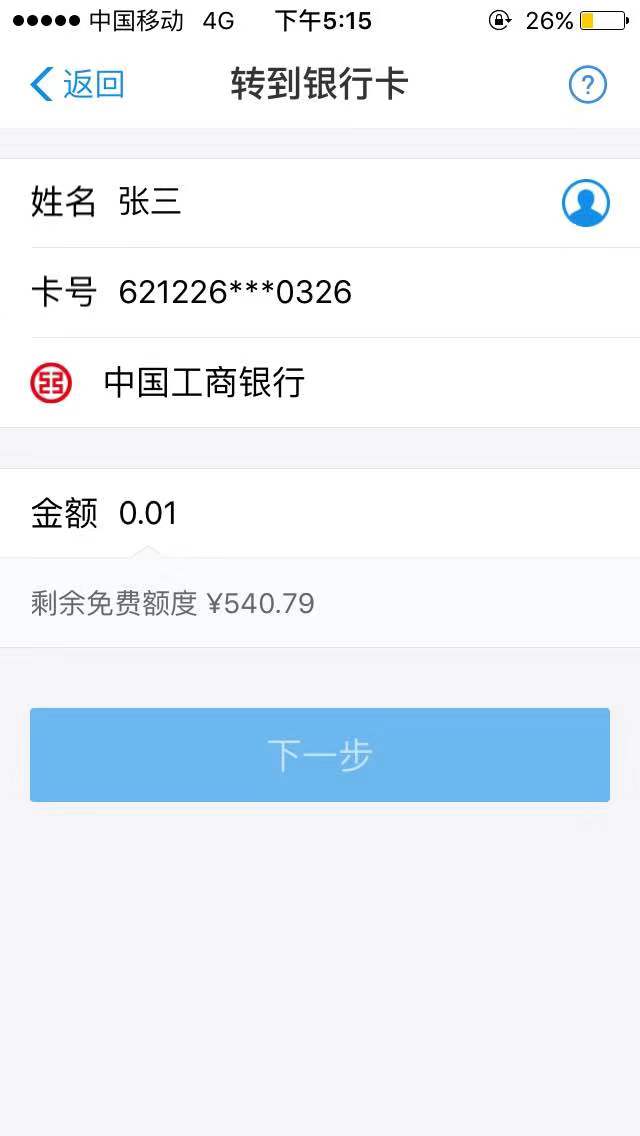 中国移动 4G 下午5:15 26%
返回 转到银行卡 ?
姓名 张三
卡号 621226***0326
中国工商银行
金额 0.01
剩余免费额度 ¥540.79
下一步